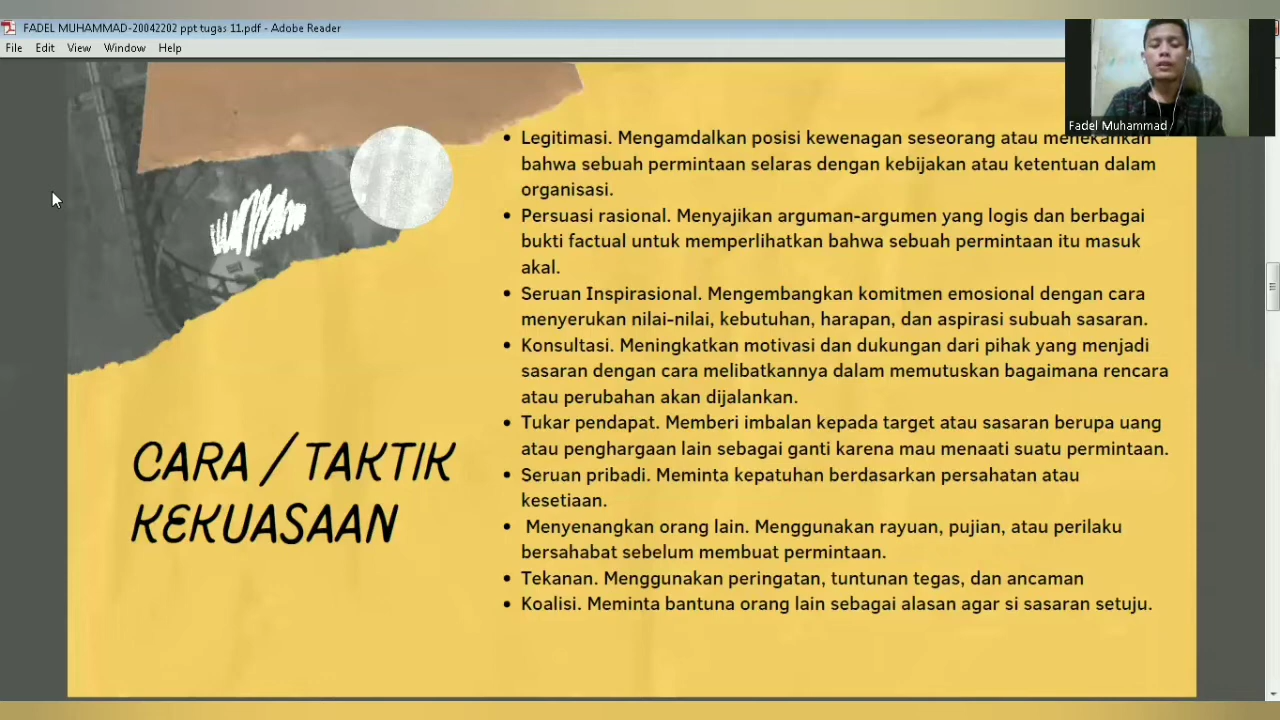 FADEL MUHAMMAD-20042202 ppt tugas 11.pdf - Adobe Reader
File Edit View Window Help
Fadel Muhammad
CARA / TAKTIK
KEKUASAAN
• Legitimasi. Mengamdalkan posisi kewenagan seseorang atau menekankan
bahwa sebuah permintaan selaras dengan kebijakan atau ketentuan dalam
organisasi.
• Persuasi rasional. Menyajikan arguman-argumen yang logis dan berbagai
bukti factual untuk memperlihatkan bahwa sebuah permintaan itu masuk
akal.
• Seruan Inspirasional. Mengembangkan komitmen emosional dengan cara
menyerukan nilai-nilai, kebutuhan, harapan, dan aspirasi subuah sasaran.
• Konsultasi. Meningkatkan motivasi dan dukungan dari pihak yang menjadi
sasaran dengan cara melibatkannya dalam memutuskan bagaimana rencara
atau perubahan akan dijalankan.
• Tukar pendapat. Memberi imbalan kepada target atau sasaran berupa uang
atau penghargaan lain sebagai ganti karena mau menaati suatu permintaan.
• Seruan pribadi. Meminta kepatuhan berdasarkan persahatan atau
kesetiaan.
• Menyenangkan orang lain. Menggunakan rayuan, pujian, atau perilaku
bersahabat sebelum membuat permintaan.
• Tekanan. Menggunakan peringatan, tuntunan tegas, dan ancaman
• Koalisi. Meminta bantuna orang lain sebagai alasan agar si sasaran setuju.